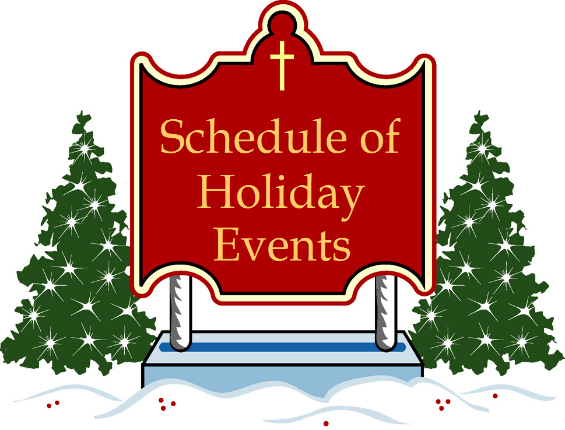 Schedule of
Holiday
Events